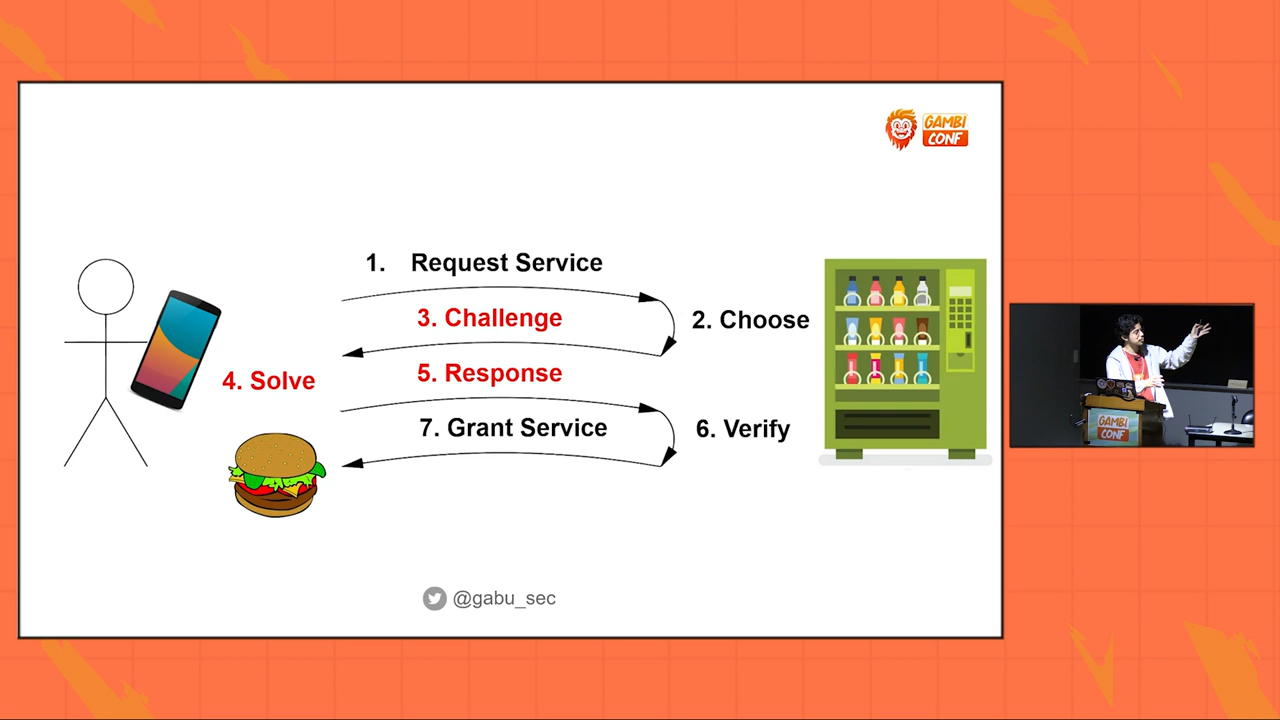 GAMBI
CONF
1. Request Service
3. Challenge
2. Choose
4. Solve
5. Response
7. Grant Service
6. Verify
@gabu_sec
GAMBI
CONF